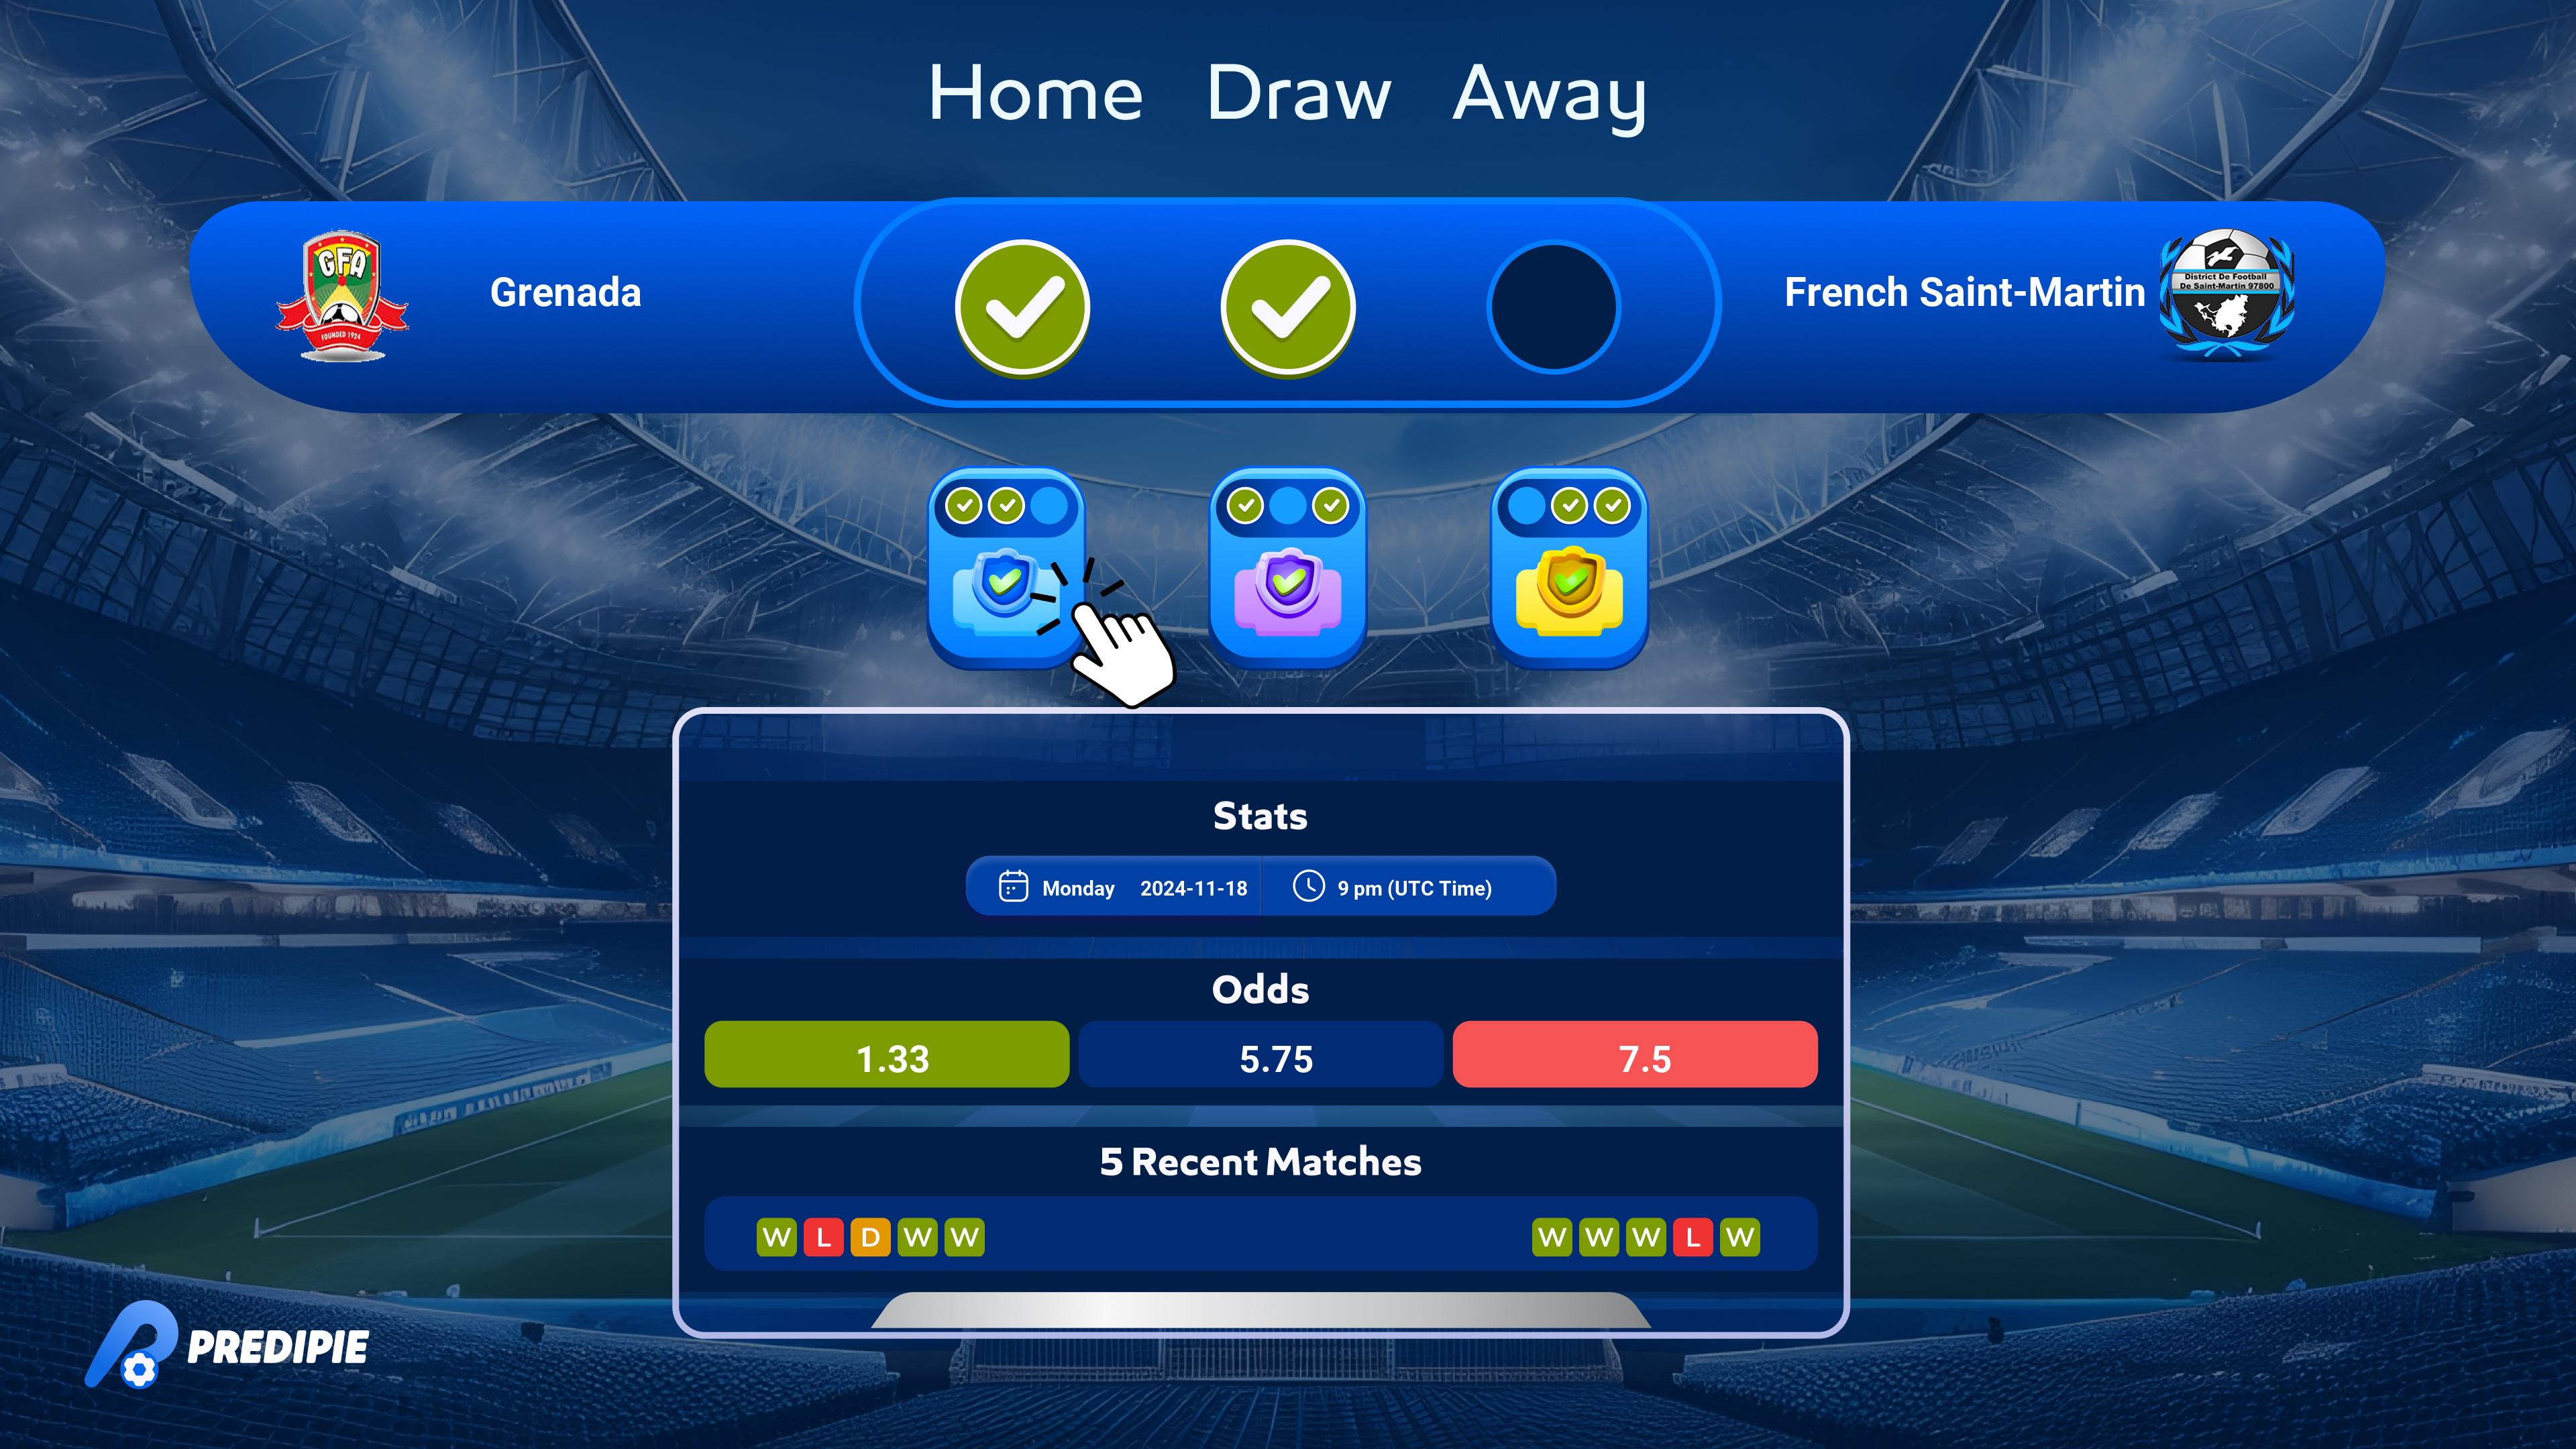 Home Draw Away
GFA
FOUNDED 1924
Grenada
French Saint-Martin
District De Football
De Saint-Martin 97800
Stats
Monday 2024-11-18 9 pm (UTC Time)
Odds
1.33 5.75 7.5
5 Recent Matches
W L D W W W W W L W
PREDIPIE